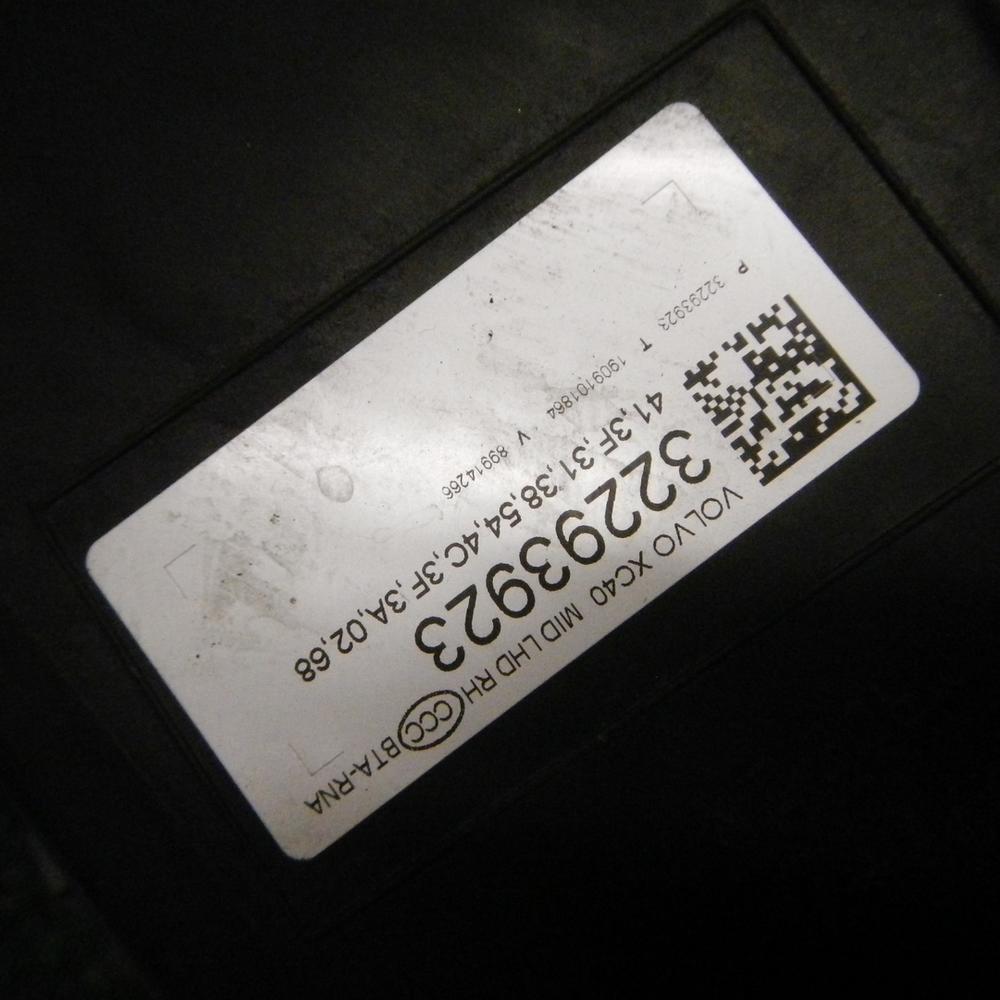 VOLVO XC40 MID LHD RH CCC BTA-RNA
32293923
41,3F,31,38,54,4C,3F,3A,02,68
P 32293923 T 1909101864 V 89914266